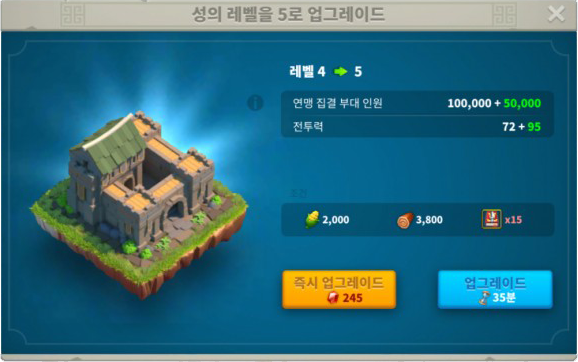 성의 레벨을 5로 업그레이드
레벨 4 5
연맹 집결 부대 인원 100,000 + 50,000
전투력 72 + 95
조건
2,000 3,800 x15
즉시 업그레이드 업그레이드
245 35분